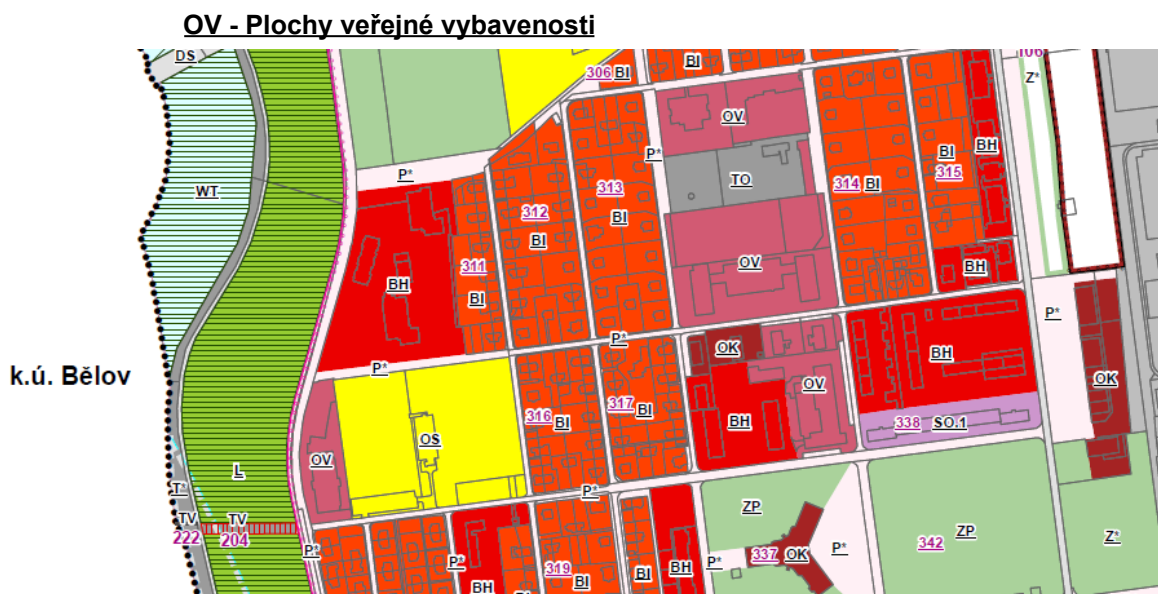 OV - Plochy veřejné vybavenosti
DS
106
306 BI
BI
Z*
OV
WT
P*
P*
TO
BI
BH
315
313
314 BI
312
BI
BI
311
BI
OV
BH
BH
P*
P*
OK
BH
k.ú. Bělov
P*
OK
OV
317 BI
316 BI
BH
338 SO.1
OS
OV
L
T*
P*
TV
TV
222
204
ZP
342
ZP
Z*
P*
P*
337
OK
P*
P*
319 BI
BI
BH
BH
BI